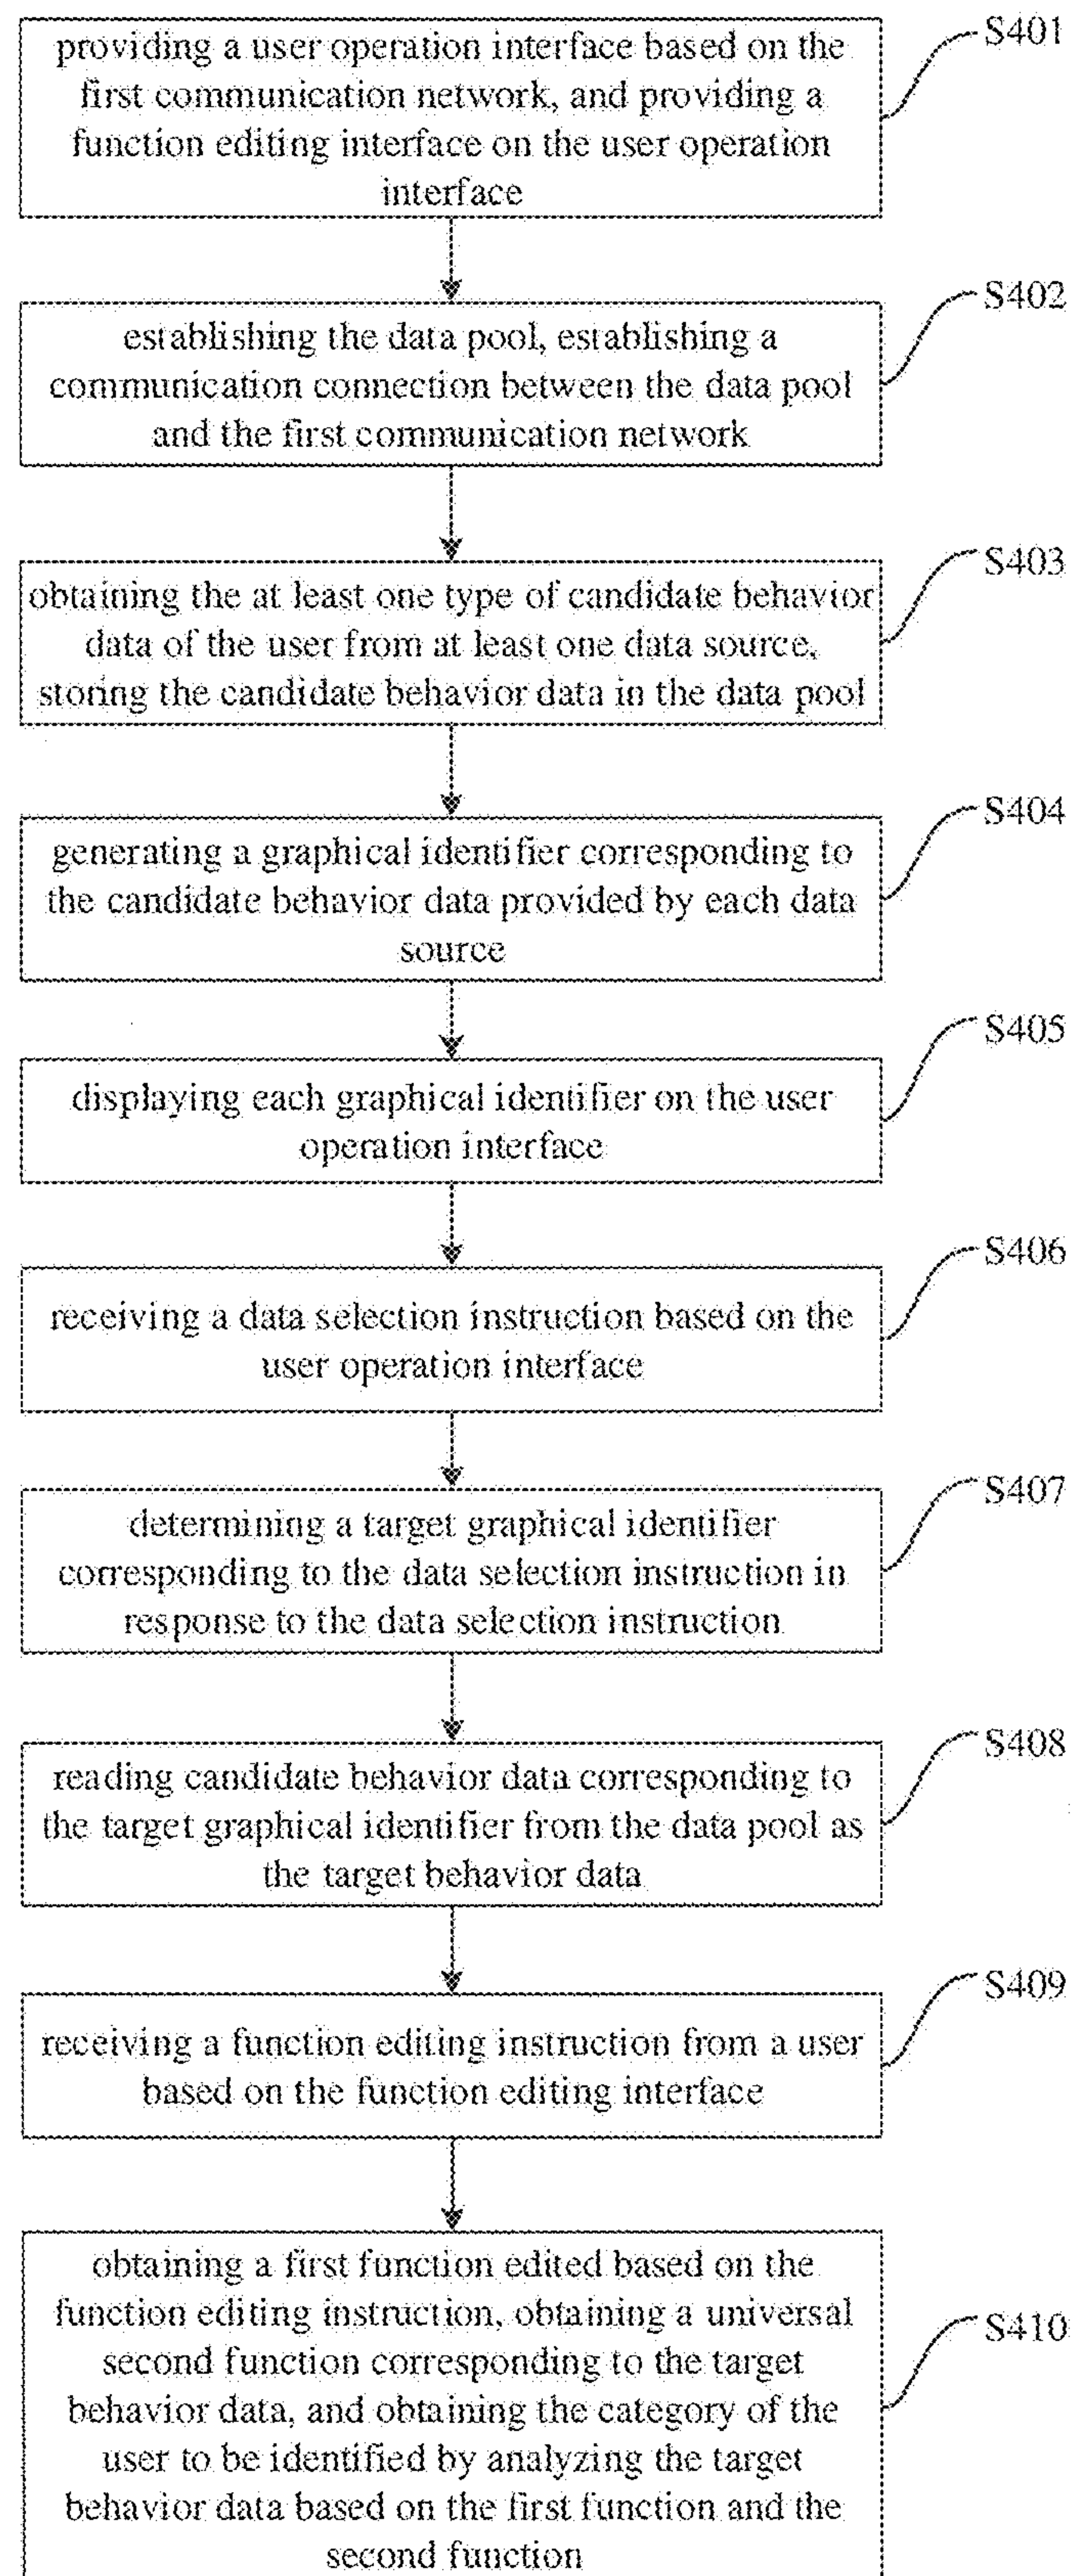 providing a user operation interface based on the
first communication network, and providing a
function editing interface on the user operation
interface
S401
establishing the data pool, establishing a
communication connection between the data pool
and the first communication network
S402
obtaining the at least one type of candidate behavior
data of the user from at least one data source,
storing the candidate behavior data in the data pool
S403
generating a graphical identifier corresponding to
the candidate behavior data provided by each data
source
S404
displaying each graphical identifier on the user
operation interface
S405
receiving a data selection instruction based on the
user operation interface
S406
determining a target graphical identifier
corresponding to the data selection instruction in
response to the data selection instruction
S407
reading candidate behavior data corresponding to
the target graphical identifier from the data pool as
the target behavior data
S408
receiving a function editing instruction from a user
based on the function editing interface
S409
obtaining a first function edited based on the
function editing instruction, obtaining a universal
second function corresponding to the target
behavior data, and obtaining the category of the
user to be identified by analyzing the target
behavior data based on the first function and the
second function
S410